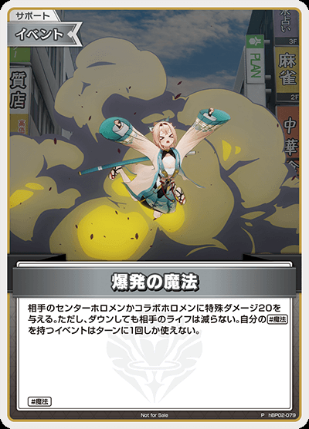 サポート
イベント
質店
占い
3F
PLAN
麻雀
2F
中華
爆発の魔法
相手のセンターホロメンかコラボホロメンに特殊ダメージ20を
与える。ただし、ダウンしても相手のライフは減らない。自分の#魔法
を持つイベントはターンに1回しか使えない。
#魔法
Not for Sale
P hBP02-079